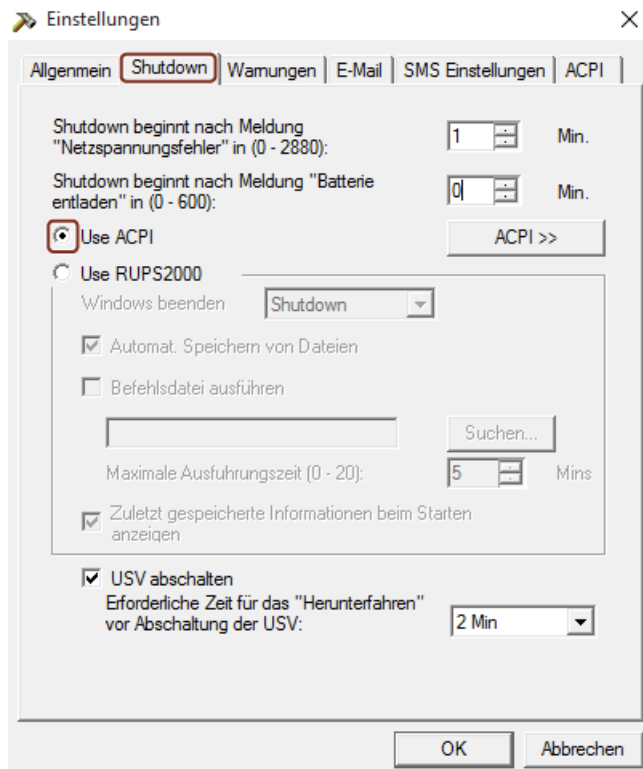 Einstellungen
Allgemein Shutdown Warnungen E-Mail SMS Einstellungen ACPI
Shutdown beginnt nach Meldung
"Netzspannungsfehler" in (0 - 2880): 1 Min.
Shutdown beginnt nach Meldung "Batterie
entladen" in (0 - 600): 0 Min.
Use ACPI ACPI >>
Use RUPS2000
Windows beenden Shutdown
Automat. Speichern von Dateien
Befehlsdatei ausführen
Suchen...
Maximale Ausfuhrungszeit (0 - 20): 5 Mins
Zuletzt gespeicherte Informationen beim Starten
anzeigen
USV abschalten
Erforderliche Zeit für das "Herunterfahren"
vor Abschaltung der USV: 2 Min
OK Abbrechen